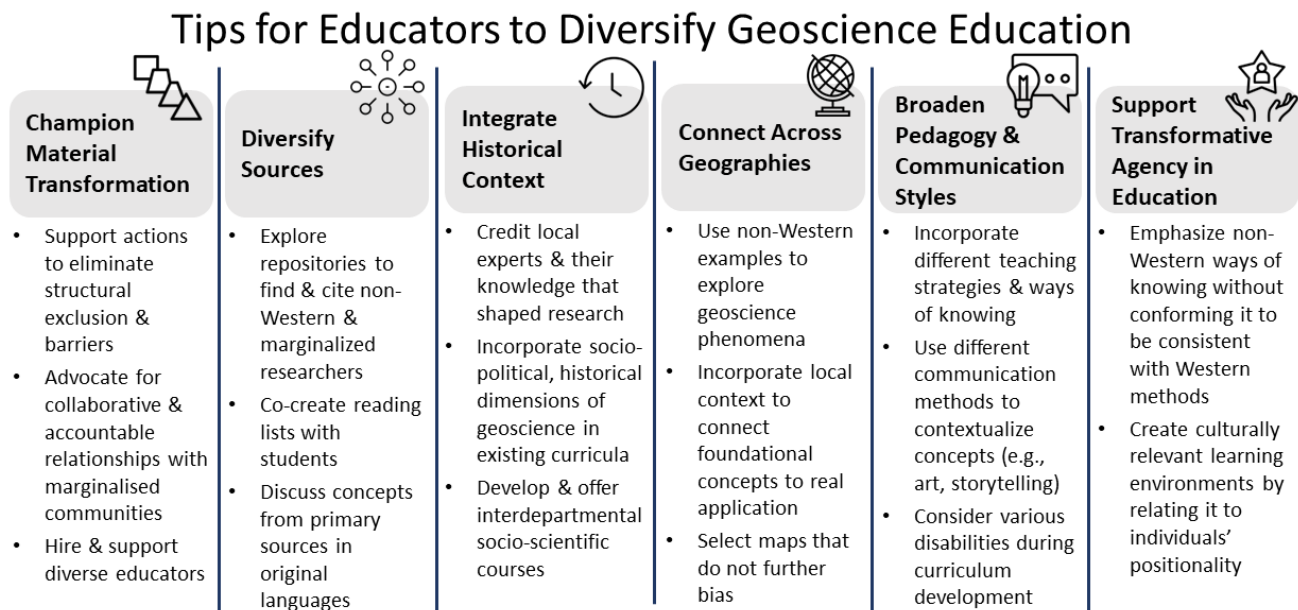 Tips for Educators to Diversify Geoscience Education
Champion
Material
Transformation
• Support actions
to eliminate
structural
exclusion &
barriers
• Advocate for
collaborative &
accountable
relationships with
marginalised
communities
• Hire & support
diverse educators
Diversify
Sources
• Explore
repositories to
find & cite non-
Western &
marginalized
researchers
• Co-create reading
lists with
students
• Discuss concepts
from primary
sources in
original
languages
Integrate
Historical
Context
• Credit local
experts & their
knowledge that
shaped research
• Incorporate socio-
political, historical
dimensions of
geoscience in
existing curricula
• Develop & offer
interdepartmental
socio-scientific
courses
Connect Across
Geographies
• Use non-Western
examples to
explore
geoscience
phenomena
• Incorporate local
context to
connect
foundational
concepts to real
application
• Select maps that
do not further
bias
Broaden
Pedagogy &
Communication
Styles
• Incorporate
different teaching
strategies & ways
of knowing
• Use different
communication
methods to
contextualize
concepts (e.g.,
art, storytelling)
• Consider various
disabilities during
curriculum
development
Support
Transformative
Agency in
Education
• Emphasize non-
Western ways of
knowing without
conforming it to
be consistent
with Western
methods
• Create culturally
relevant learning
environments by
relating it to
individuals'
positionality